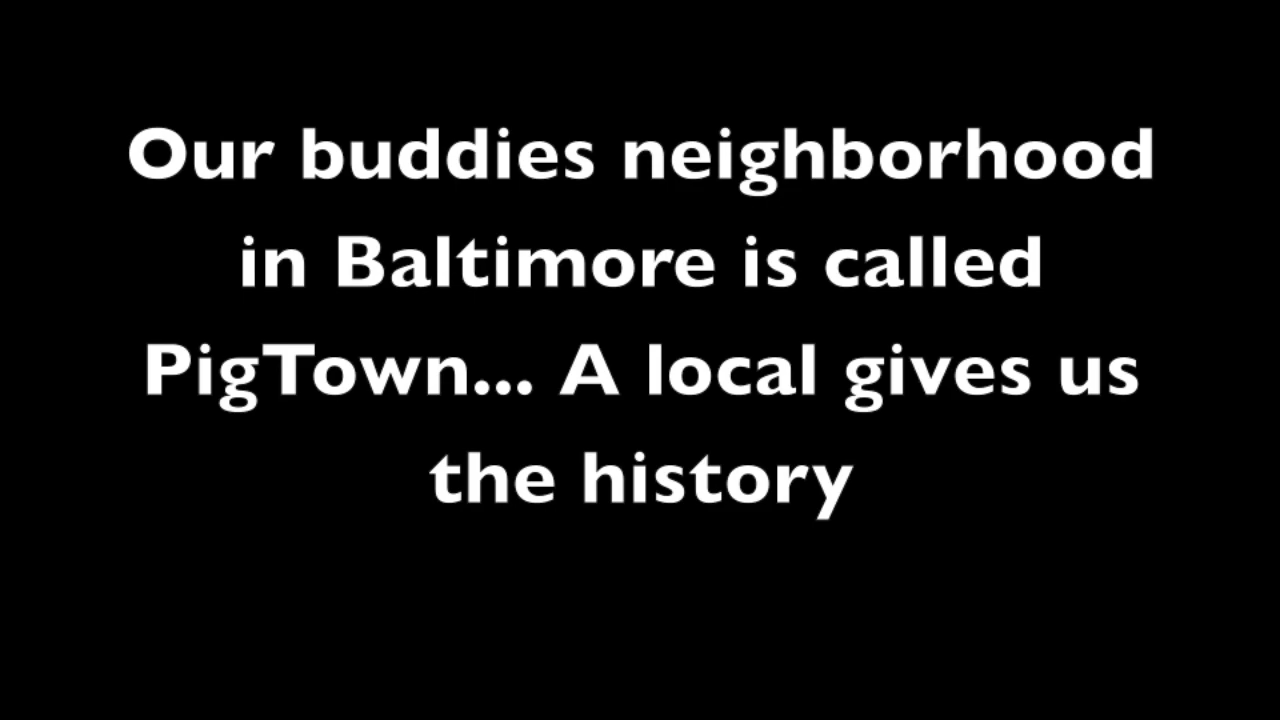 Our buddies neighborhood
in Baltimore is called
PigTown... A local gives us
the history